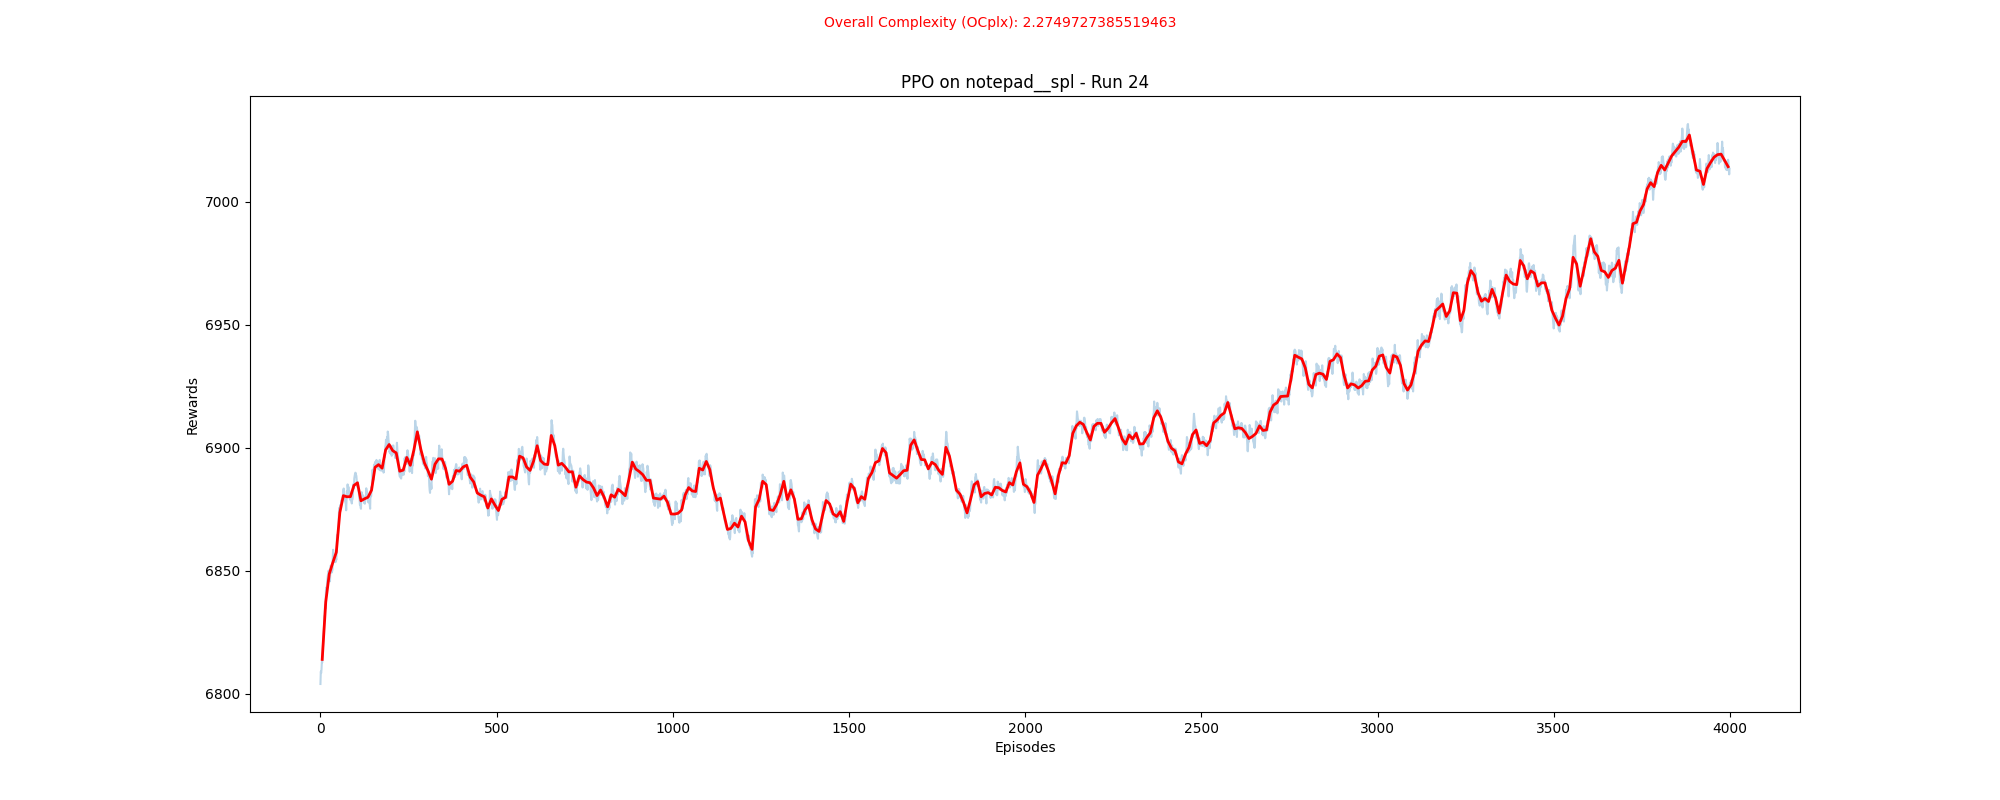 Overall Complexity (OCplx): 2.2749727385519463
PPO on notepad__spl - Run 24
Rewards
7000
6950
6900
6850
6800
0 500 1000 1500 2000 2500 3000 3500 4000
Episodes